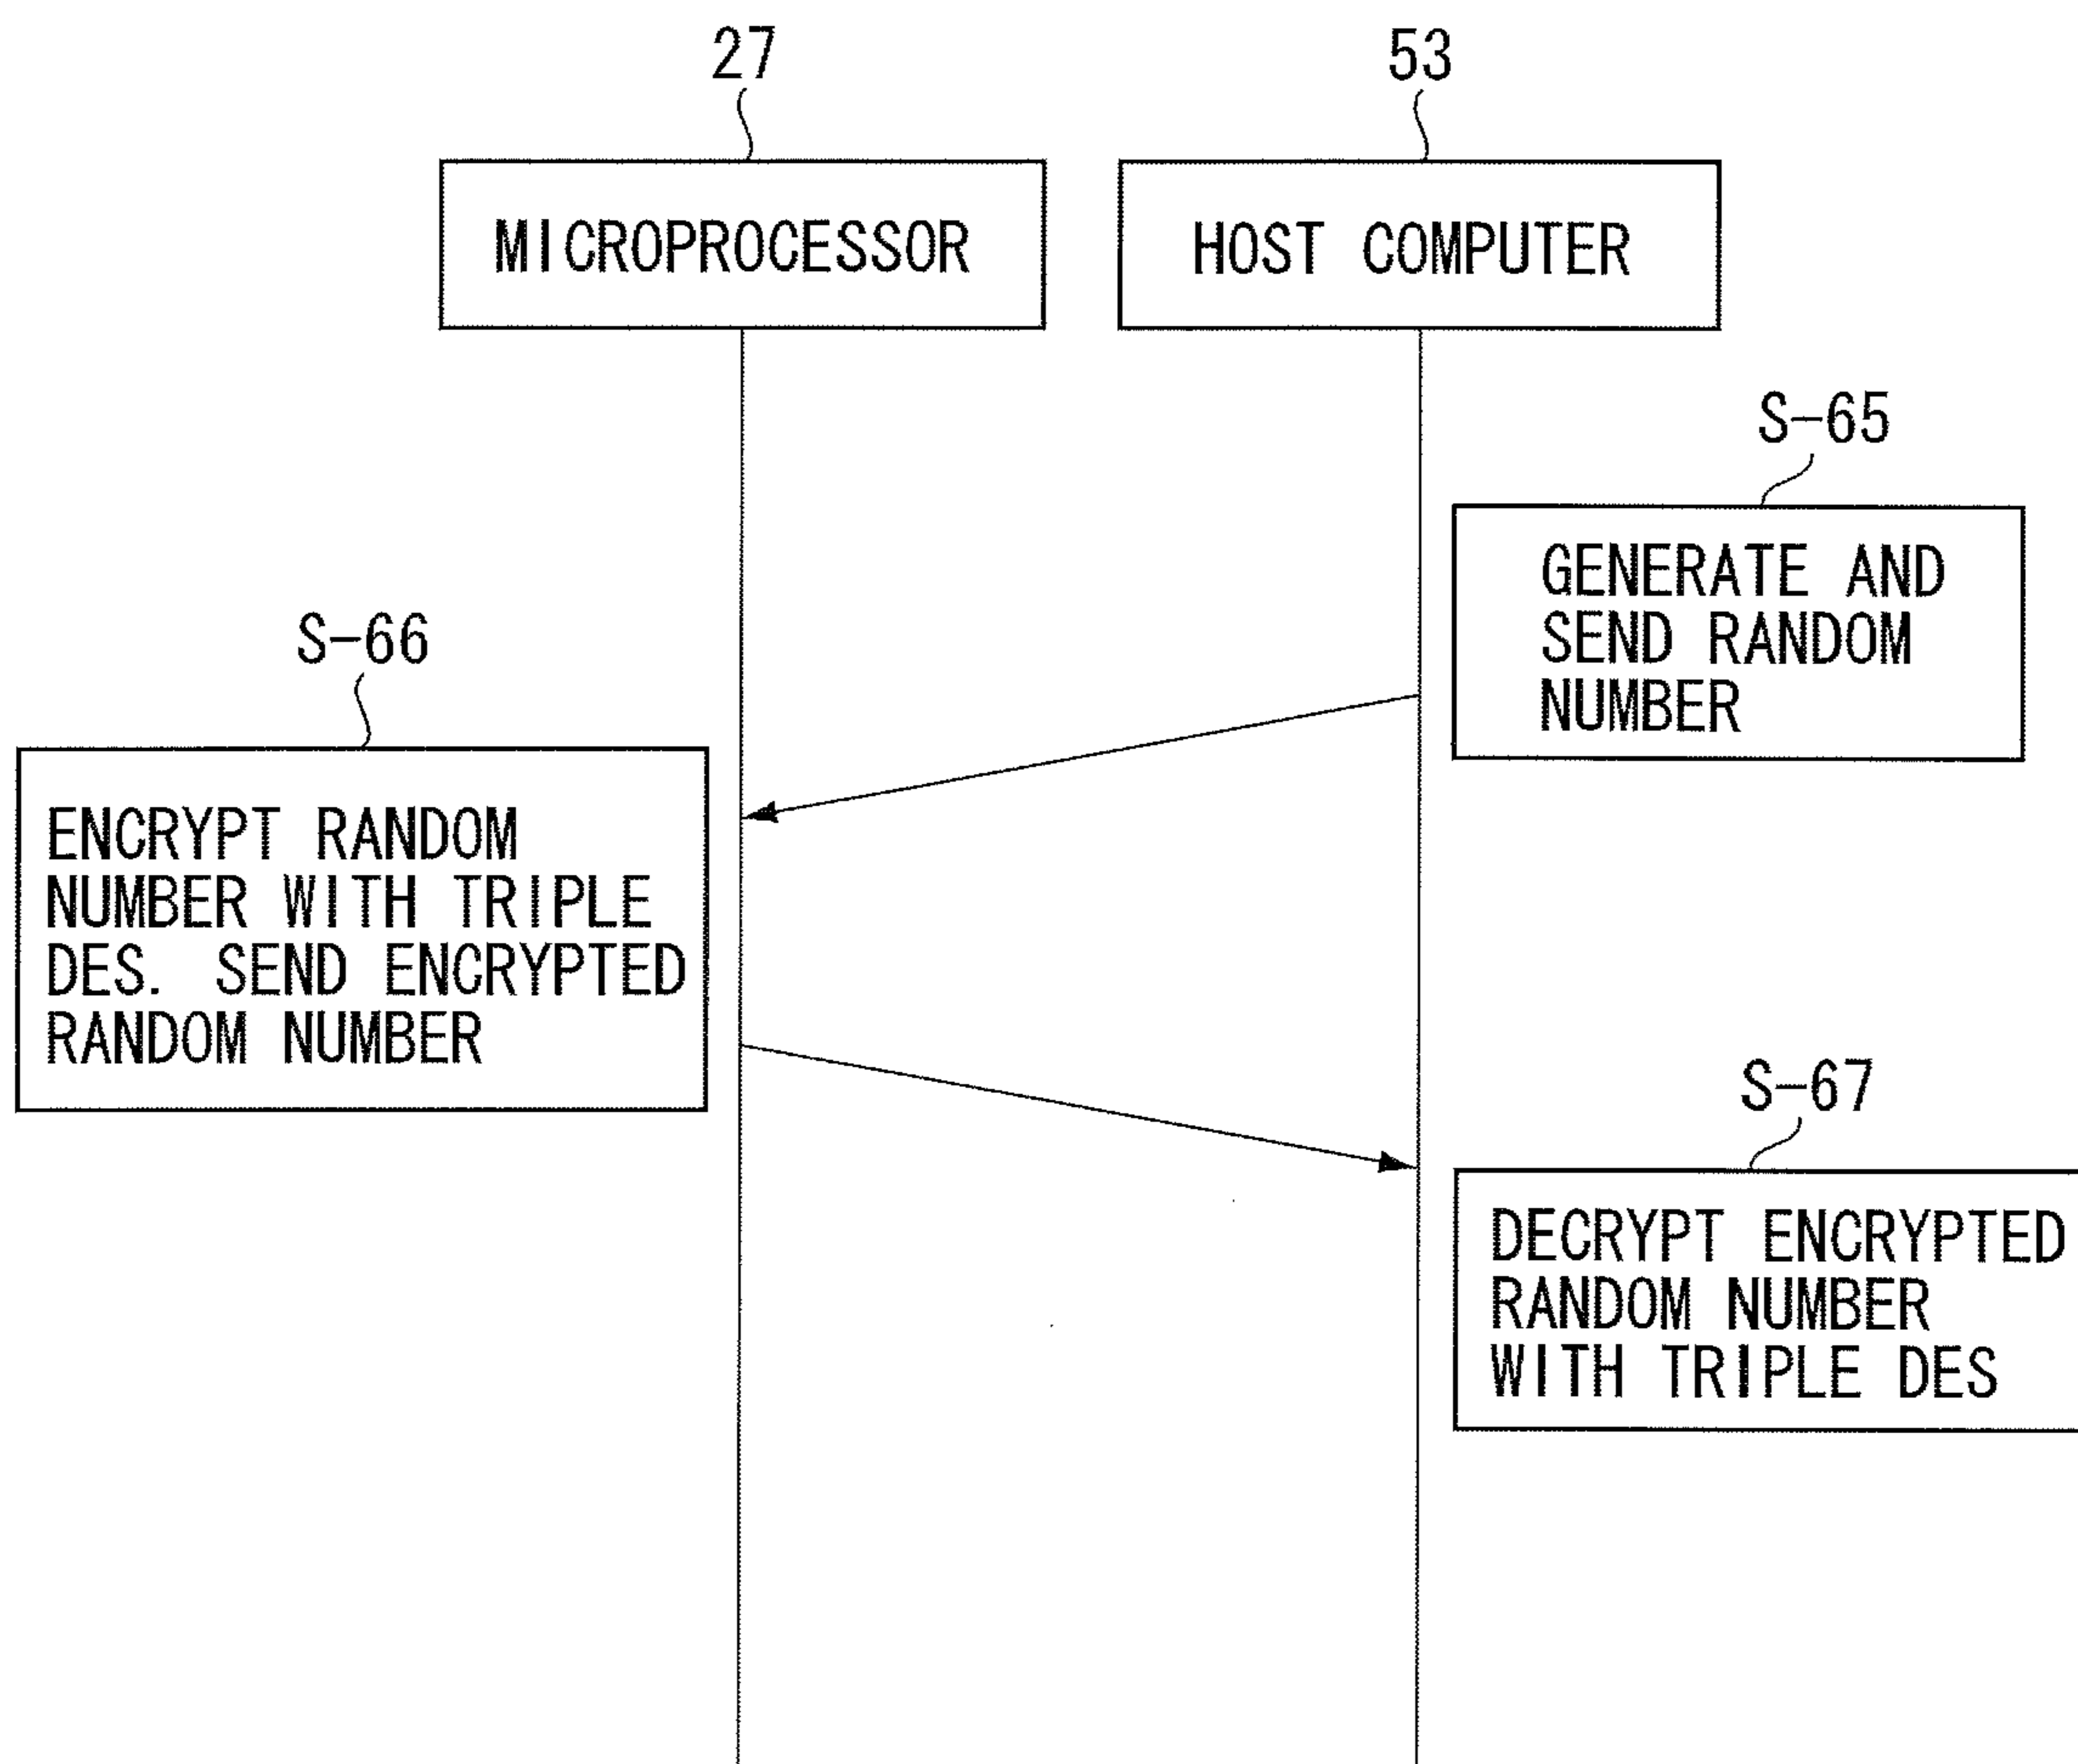 27
53
MICROPROCESSOR
HOST COMPUTER
S-65
GENERATE AND
SEND RANDOM
NUMBER
S-66
ENCRYPT RANDOM
NUMBER WITH TRIPLE
DES. SEND ENCRYPTED
RANDOM NUMBER
S-67
DECRYPT ENCRYPTED
RANDOM NUMBER
WITH TRIPLE DES